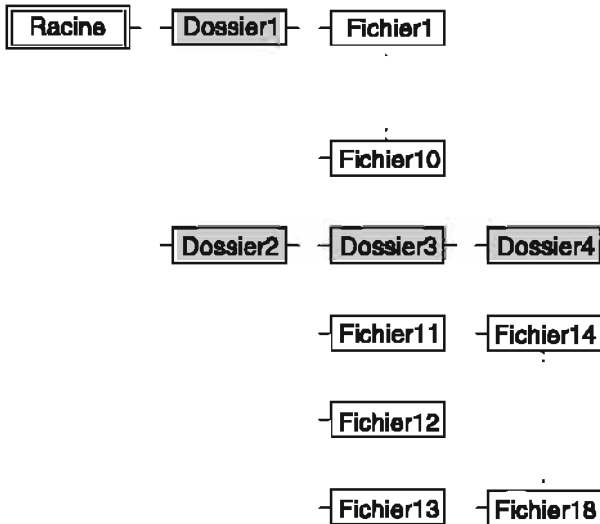 Racine Dossier1 Fichier1
Fichier10
Dossier2 Dossier3 Dossier4
Fichier11 Fichier14
Fichier12
Fichier13 Fichier18